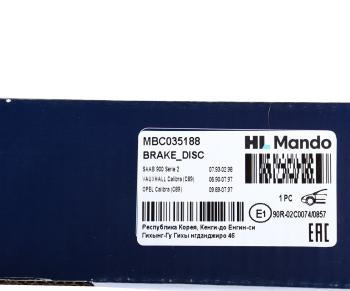 MBC035188
HL Mando
BRAKE_DISC
SAAB 900 Serie 2 07.93-02.98
VAUXHALL Calibra (C89) 06.90-07.97
OPEL Calibra (C89) 09.89-07.97
1 PC
E1 90R-02C0074/0857
EAC
Республика Корея, Кенги-до Енгин-си
Гихынг-Гу Гихы нгданджиро 46